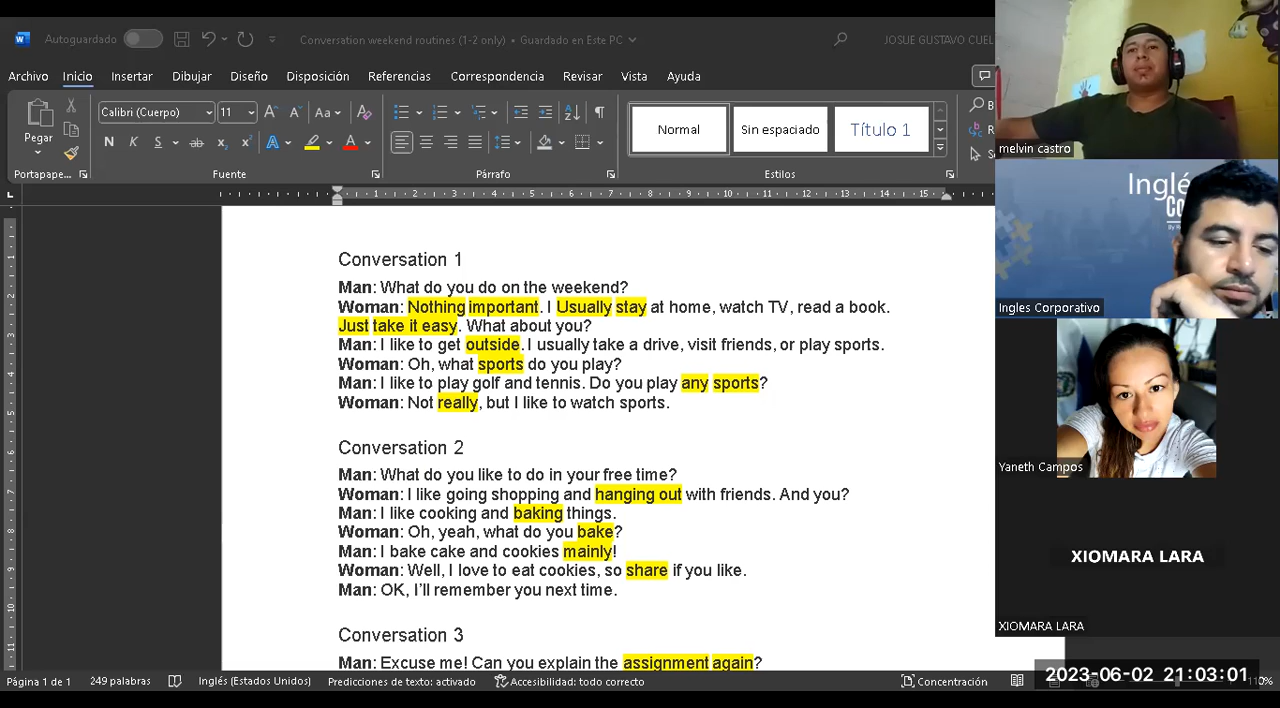 Autoguardado
Conversation weekend routines (1-2 only) • Guardado en Este PC
JOSUE GUSTAVO CUEL
Archivo Inicio Insertar Dibujar Diseño Disposición Referencias Correspondencia Revisar Vista Ayuda
Pegar
Calibri (Cuerpo) 11
Normal
Sin espaciado
Título 1
Portapape...
Fuente
Párrafo
Estilos
Conversation 1
Man: What do you do on the weekend?
Woman: Nothing important. I Usually stay at home, watch TV, read a book.
Just take it easy. What about you?
Man: I like to get outside. I usually take a drive, visit friends, or play sports.
Woman: Oh, what sports do you play?
Man: I like to play golf and tennis. Do you play any sports?
Woman: Not really, but I like to watch sports.
Conversation 2
Man: What do you like to do in your free time?
Woman: I like going shopping and hanging out with friends. And you?
Man: I like cooking and baking things.
Woman: Oh, yeah, what do you bake?
Man: I bake cake and cookies mainly!
Woman: Well, I love to eat cookies, so share if you like.
Man: OK, I'll remember you next time.
Conversation 3
Man: Excuse me! Can you explain the assignment again?
Página 1 de 1 249 palabras Inglés (Estados Unidos) Predicciones de texto: activado Accesibilidad: todo correcto Concentración 110%
melvin castro
Ingles Corporativo
Yaneth Campos
XIOMARA LARA
XIOMARA LARA
2023-06-02 21:03:01